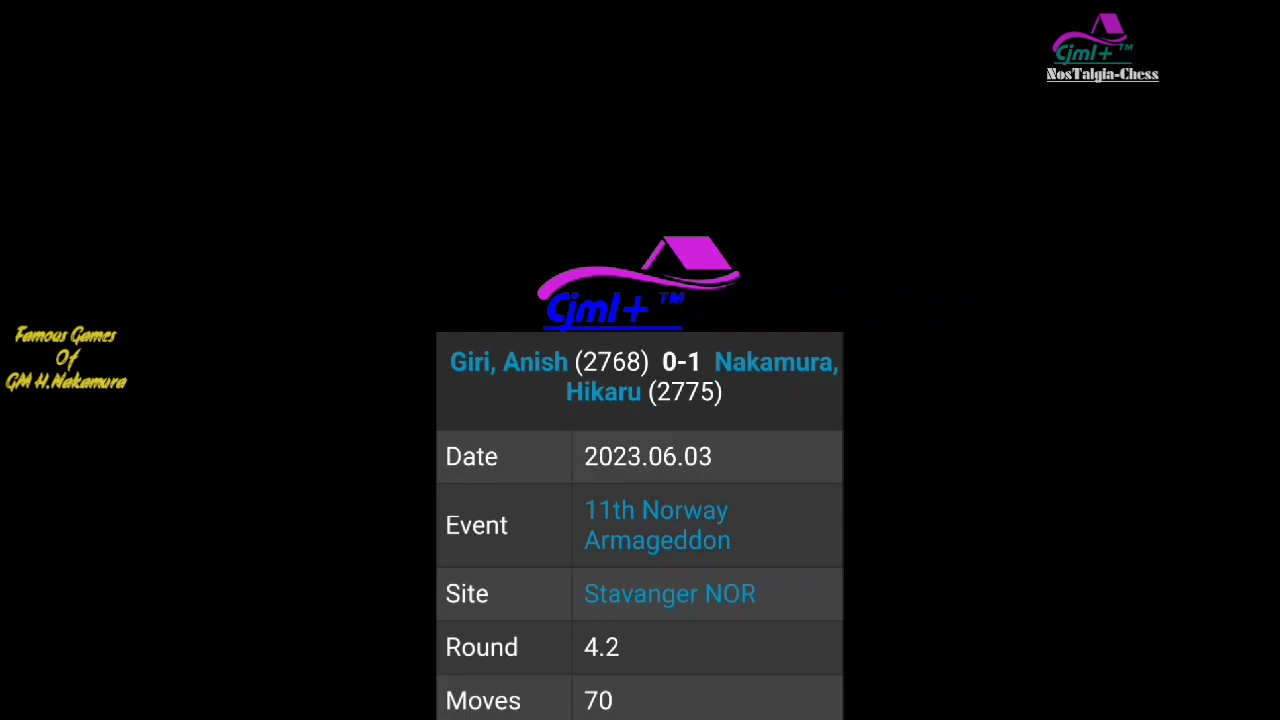 Cjml+ ™
NosTalgia-Chess
Cjml+ ™
Famous Games
Of
GM H.Nakamura
Giri, Anish (2768) 0-1 Nakamura,
Hikaru (2775)
Date 2023.06.03
Event 11th Norway
Armageddon
Site Stavanger NOR
Round 4.2
Moves 70